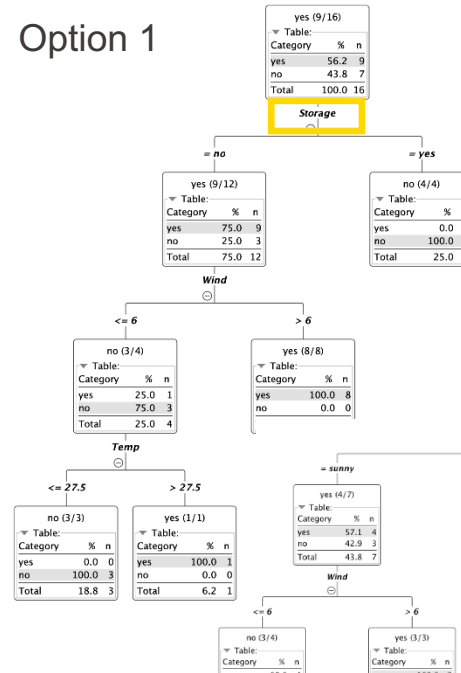 Option 1
yes (9/16)
Table:
Category % n
yes 56.2 9
no 43.8 7
Total 100.0 16
Storage
= no
= yes
yes (9/12)
Table:
Category % n
yes 75.0 9
no 25.0 3
Total 75.0 12
no (4/4)
Table:
Category %
yes 0.0
no 100.0
Total 25.0
Wind
<= 6
> 6
no (3/4)
Table:
Category % n
yes 25.0 1
no 75.0 3
Total 25.0 4
yes (8/8)
Table:
Category % n
yes 100.0 8
no 0.0 0
Temp
<= 27.5
> 27.5
no (3/3)
Table:
Category % n
yes 0.0 0
no 100.0 3
Total 18.8 3
yes (1/1)
Table:
Category % n
yes 100.0 1
no 0.0 0
Total 6.2 1
= sunny
yes (4/7)
Table:
Category % n
yes 57.1 4
no 42.9 3
Total 43.8 7
Wind
<= 6
> 6
no (3/4)
Table:
Category % n
yes (3/3)
Table:
Category % n